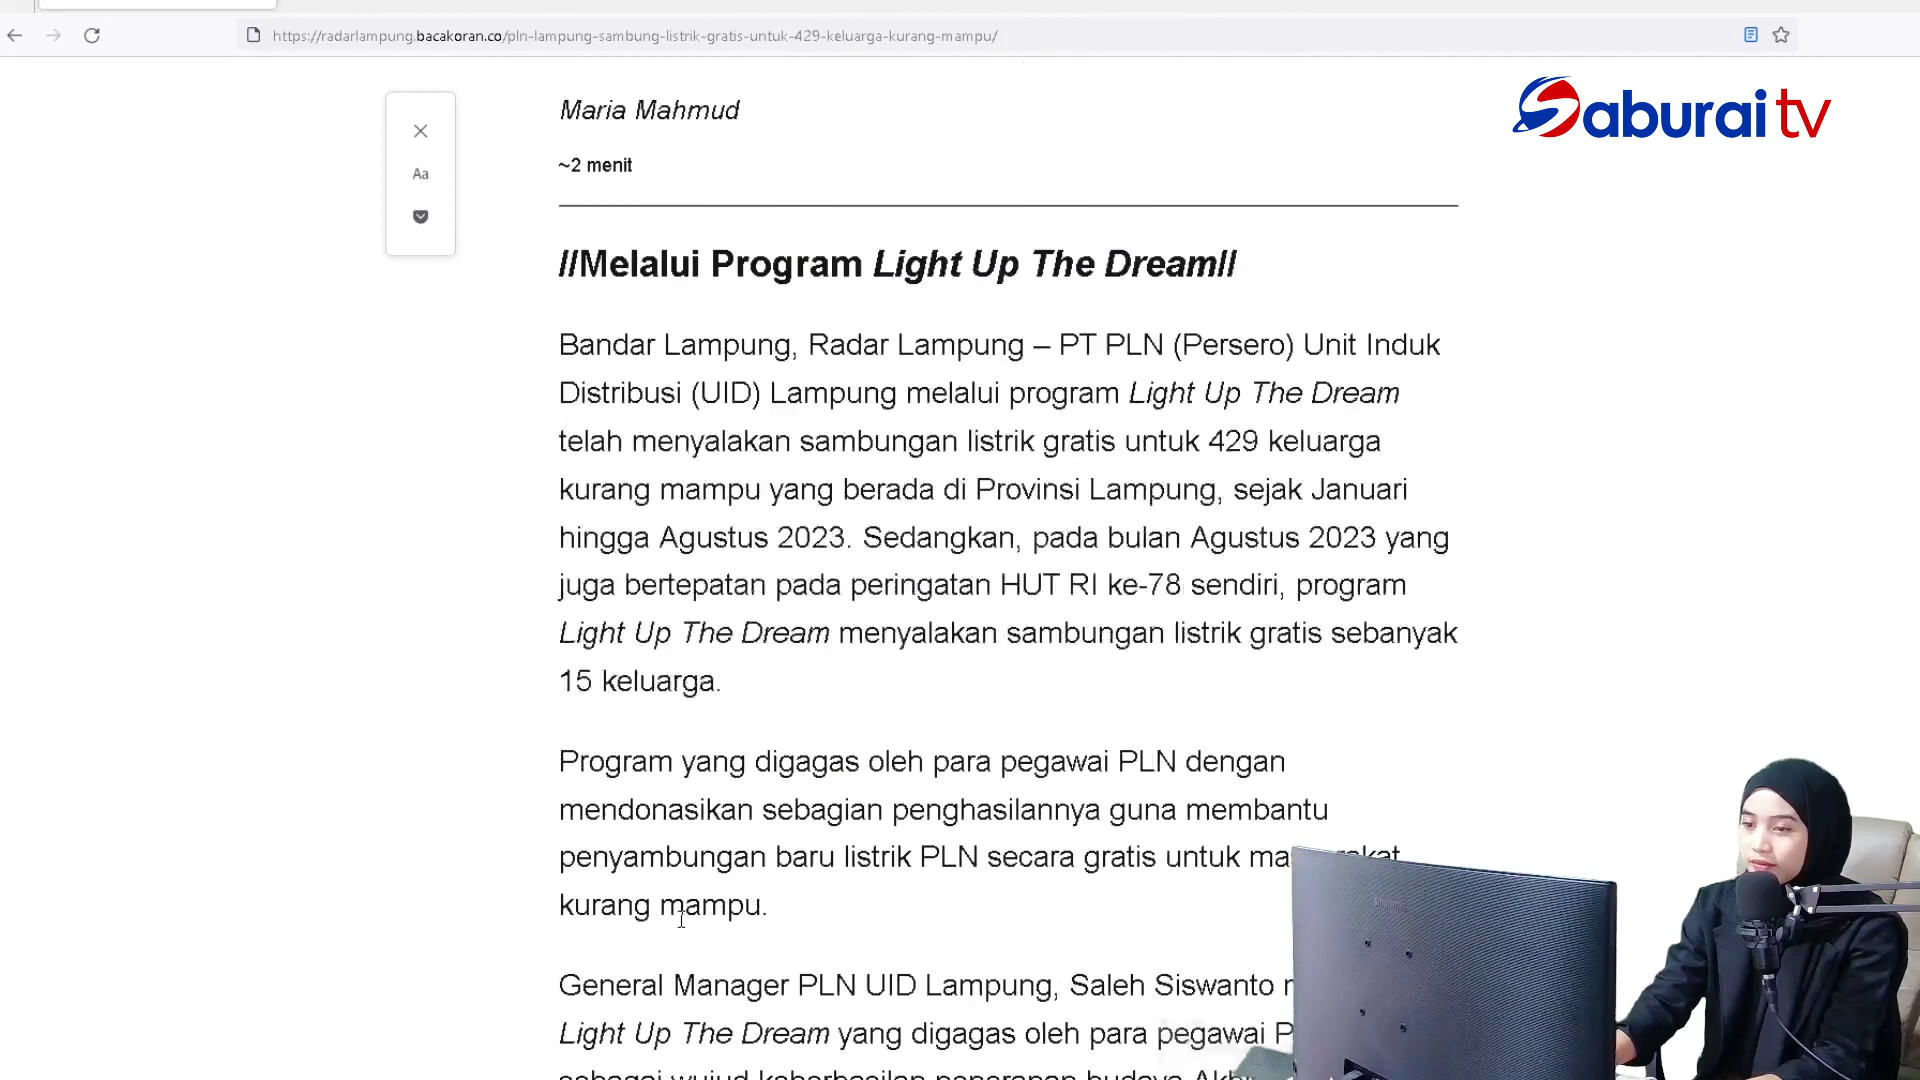 https://radarlampung.bacakoran.co/pln-lampung-sambung-listrik-gratis-untuk-429-keluarga-kurang-mampu/
Saburai tv
Maria Mahmud
Aa
~2 menit
//Melalui Program Light Up The Dream//
Bandar Lampung, Radar Lampung – PT PLN (Persero) Unit Induk
Distribusi (UID) Lampung melalui program Light Up The Dream
telah menyalakan sambungan listrik gratis untuk 429 keluarga
kurang mampu yang berada di Provinsi Lampung, sejak Januari
hingga Agustus 2023. Sedangkan, pada bulan Agustus 2023 yang
juga bertepatan pada peringatan HUT RI ke-78 sendiri, program
Light Up The Dream menyalakan sambungan listrik gratis sebanyak
15 keluarga.
Program yang digagas oleh para pegawai PLN dengan
mendonasikan sebagian penghasilannya guna membantu
penyambungan baru listrik PLN secara gratis untuk
kurang mampu.
General Manager PLN UID Lampung, Saleh Siswanto
Light Up The Dream yang digagas oleh para pegawai
sebagai wujud keberhasilan penerapan budaya